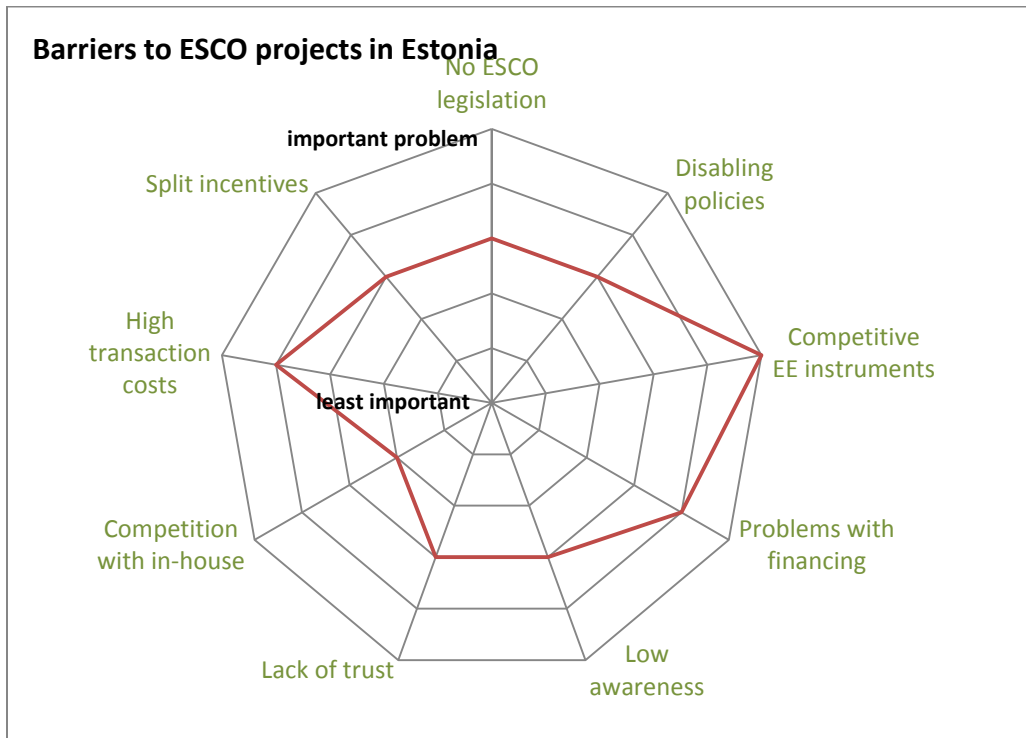 Barriers to ESCO projects in Estonia
No ESCO
legislation
important problem
Disabling
policies
Split incentives
Competitive
EE instruments
High
transaction
costs
least important
Problems with
financing
Competition
with in-house
Low
awareness
Lack of trust